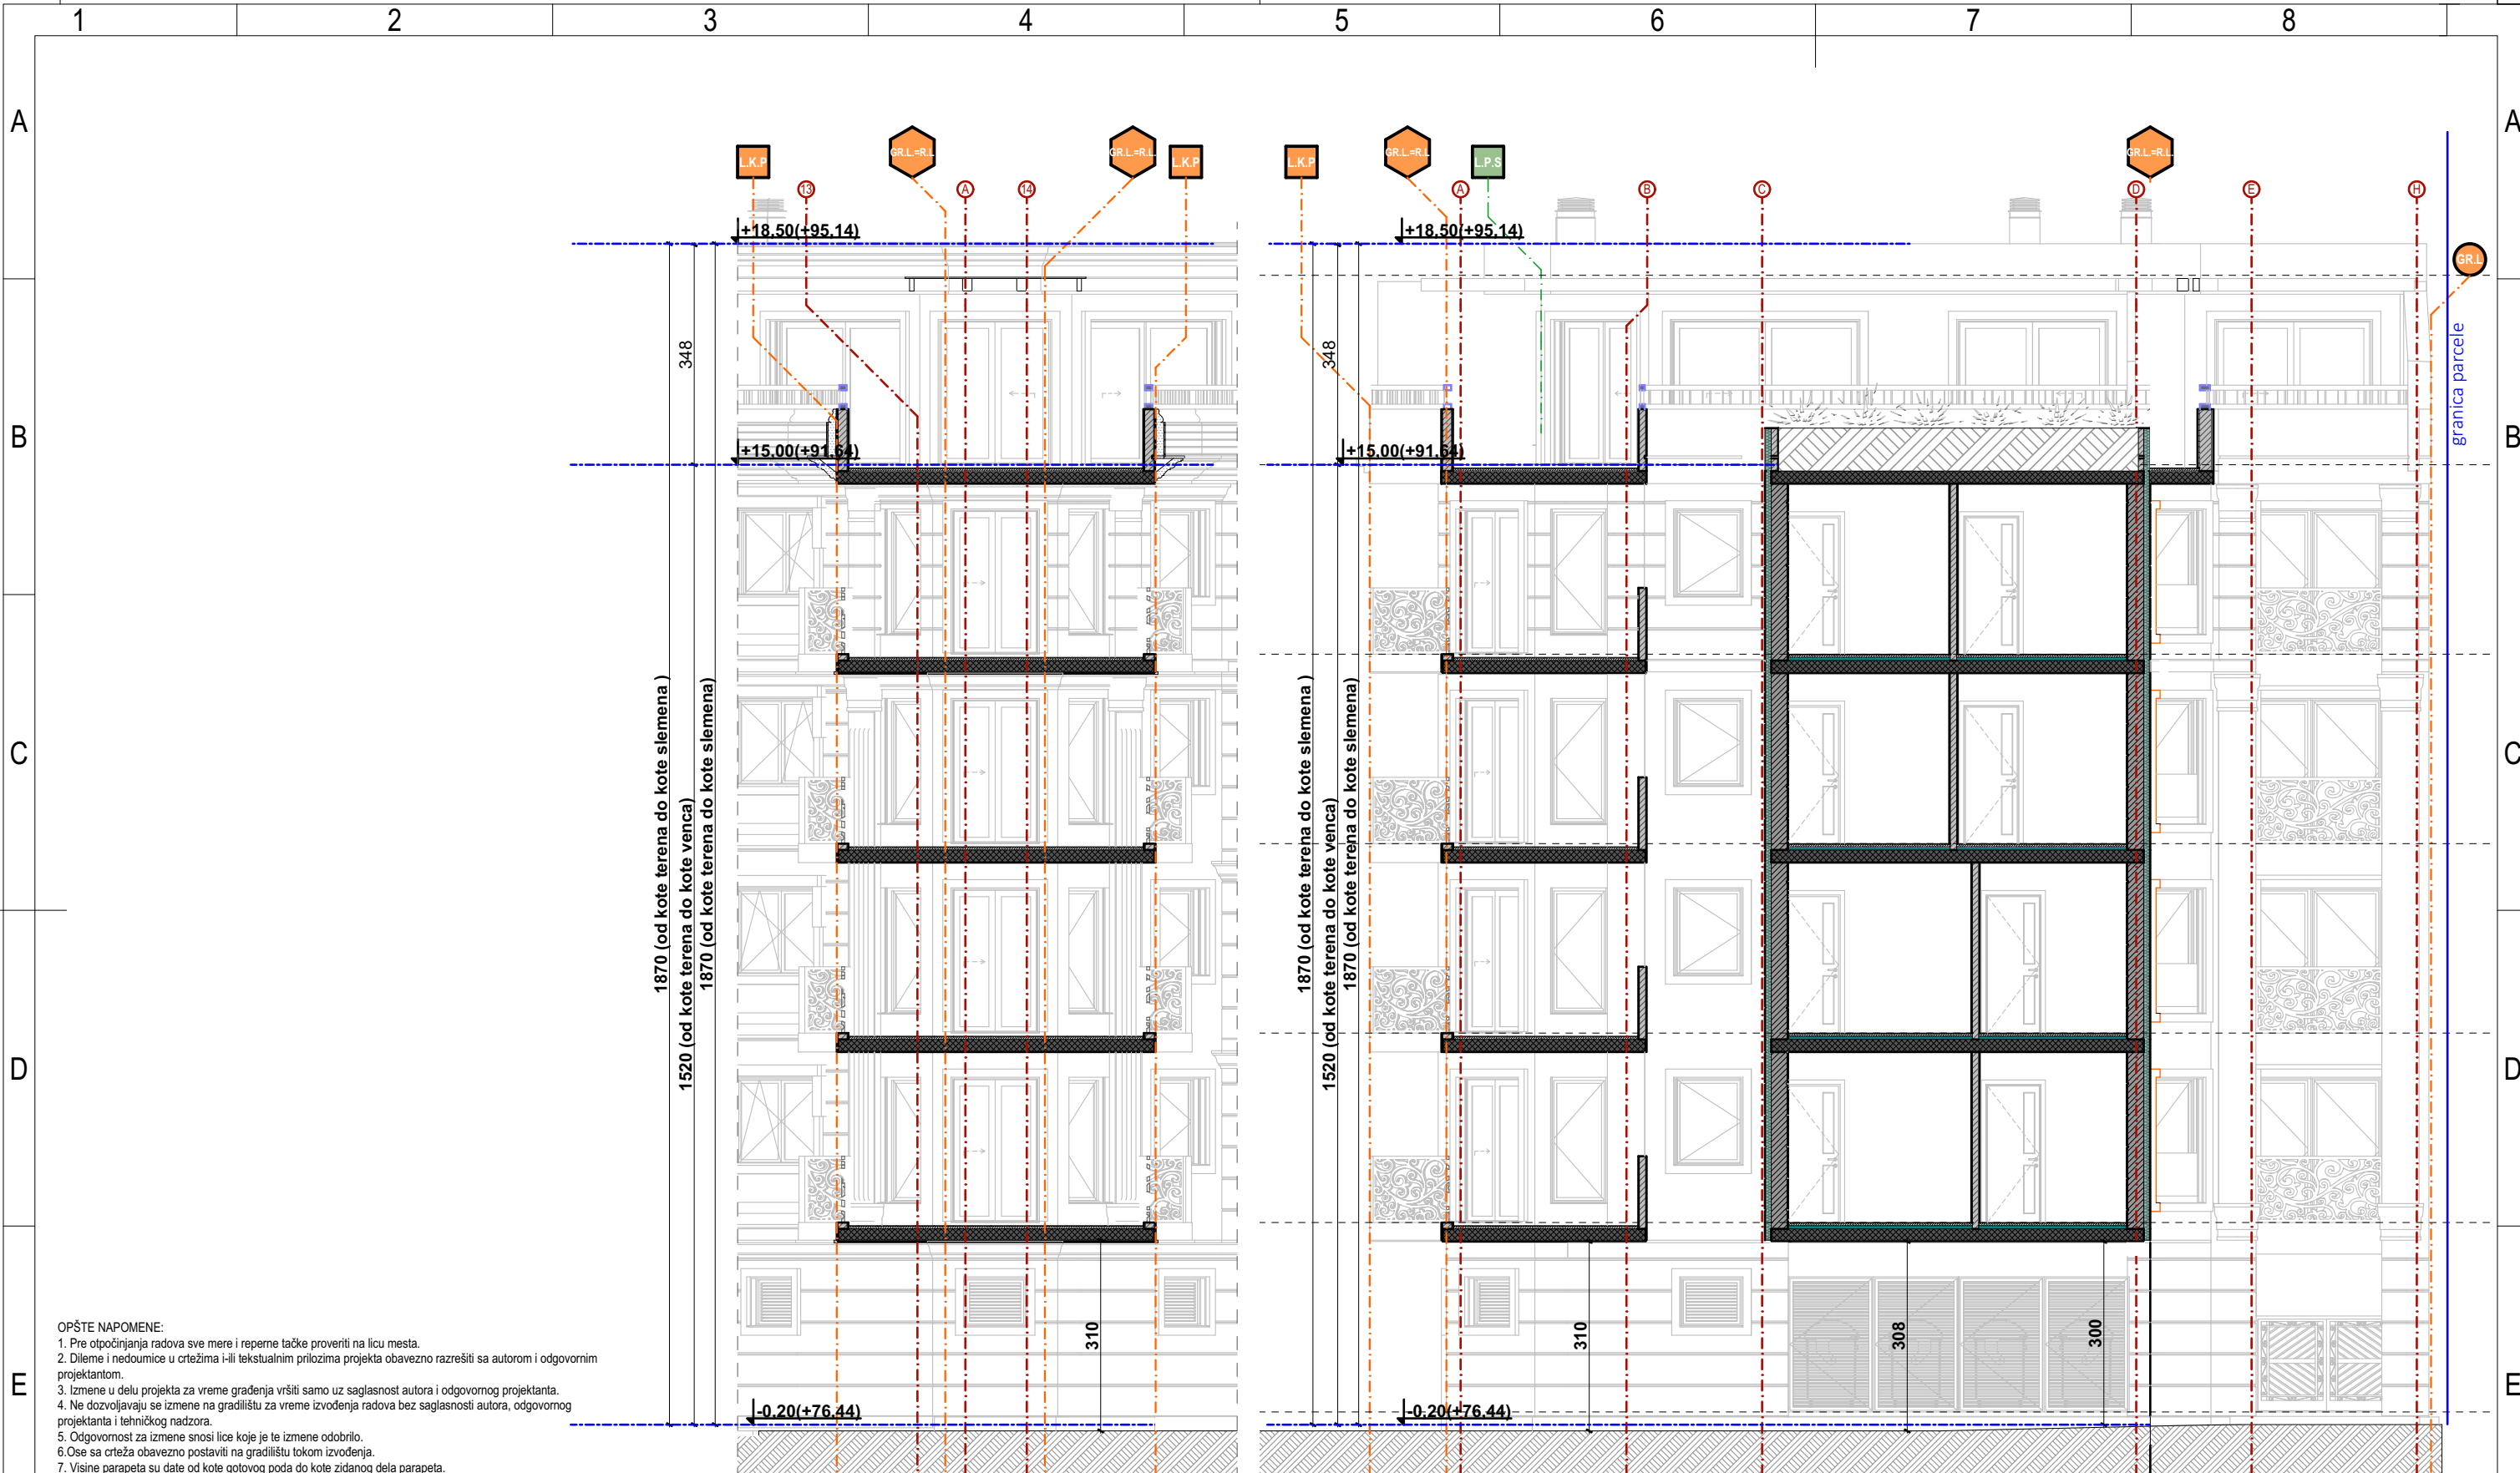 1 2 3 4 5 6 7 8
A A
B B
C C
D D
E E
L.K.P GR.L.=R.L. GR.L.=R.L. L.K.P
L.K.P GR.L.=R.L. L.P.S GR.L.=R.L.
13 A 14
A B C D E H
GR.L
+18,50(+95,14)
+18,50(+95,14)
348
348
granica parcele
+15,00(+91,64)
+15,00(+91,64)
1870 (od kote terena do kote slemena )
1520 (od kote terena do kote venca)
1870 (od kote terena do kote slemena)
1870 (od kote terena do kote slemena )
1520 (od kote terena do kote venca)
1870 (od kote terena do kote slemena)
310
310
308
300
-0,20(+76,44)
-0,20(+76,44)
OPŠTE NAPOMENE:
1. Pre otpočinjanja radova sve mere i reperne tačke proveriti na licu mesta.
2. Dileme i nedoumice u crtežima i-ili tekstualnim prilozima projekta obavezno razrešiti sa autorom i odgovornim
projektantom.
3. Izmene u delu projekta za vreme građenja vršiti samo uz saglasnost autora i odgovornog projektanta.
4. Ne dozvoljavaju se izmene na gradilištu za vreme izvođenja radova bez saglasnosti autora, odgovornog
projektanta i tehničkog nadzora.
5. Odgovornost za izmene snosi lice koje je te izmene odobrilo.
6.Ose sa crteža obavezno postaviti na gradilištu tokom izvođenja.
7. Visine parapeta su date od kote gotovog poda do kote zidanog dela parapeta.